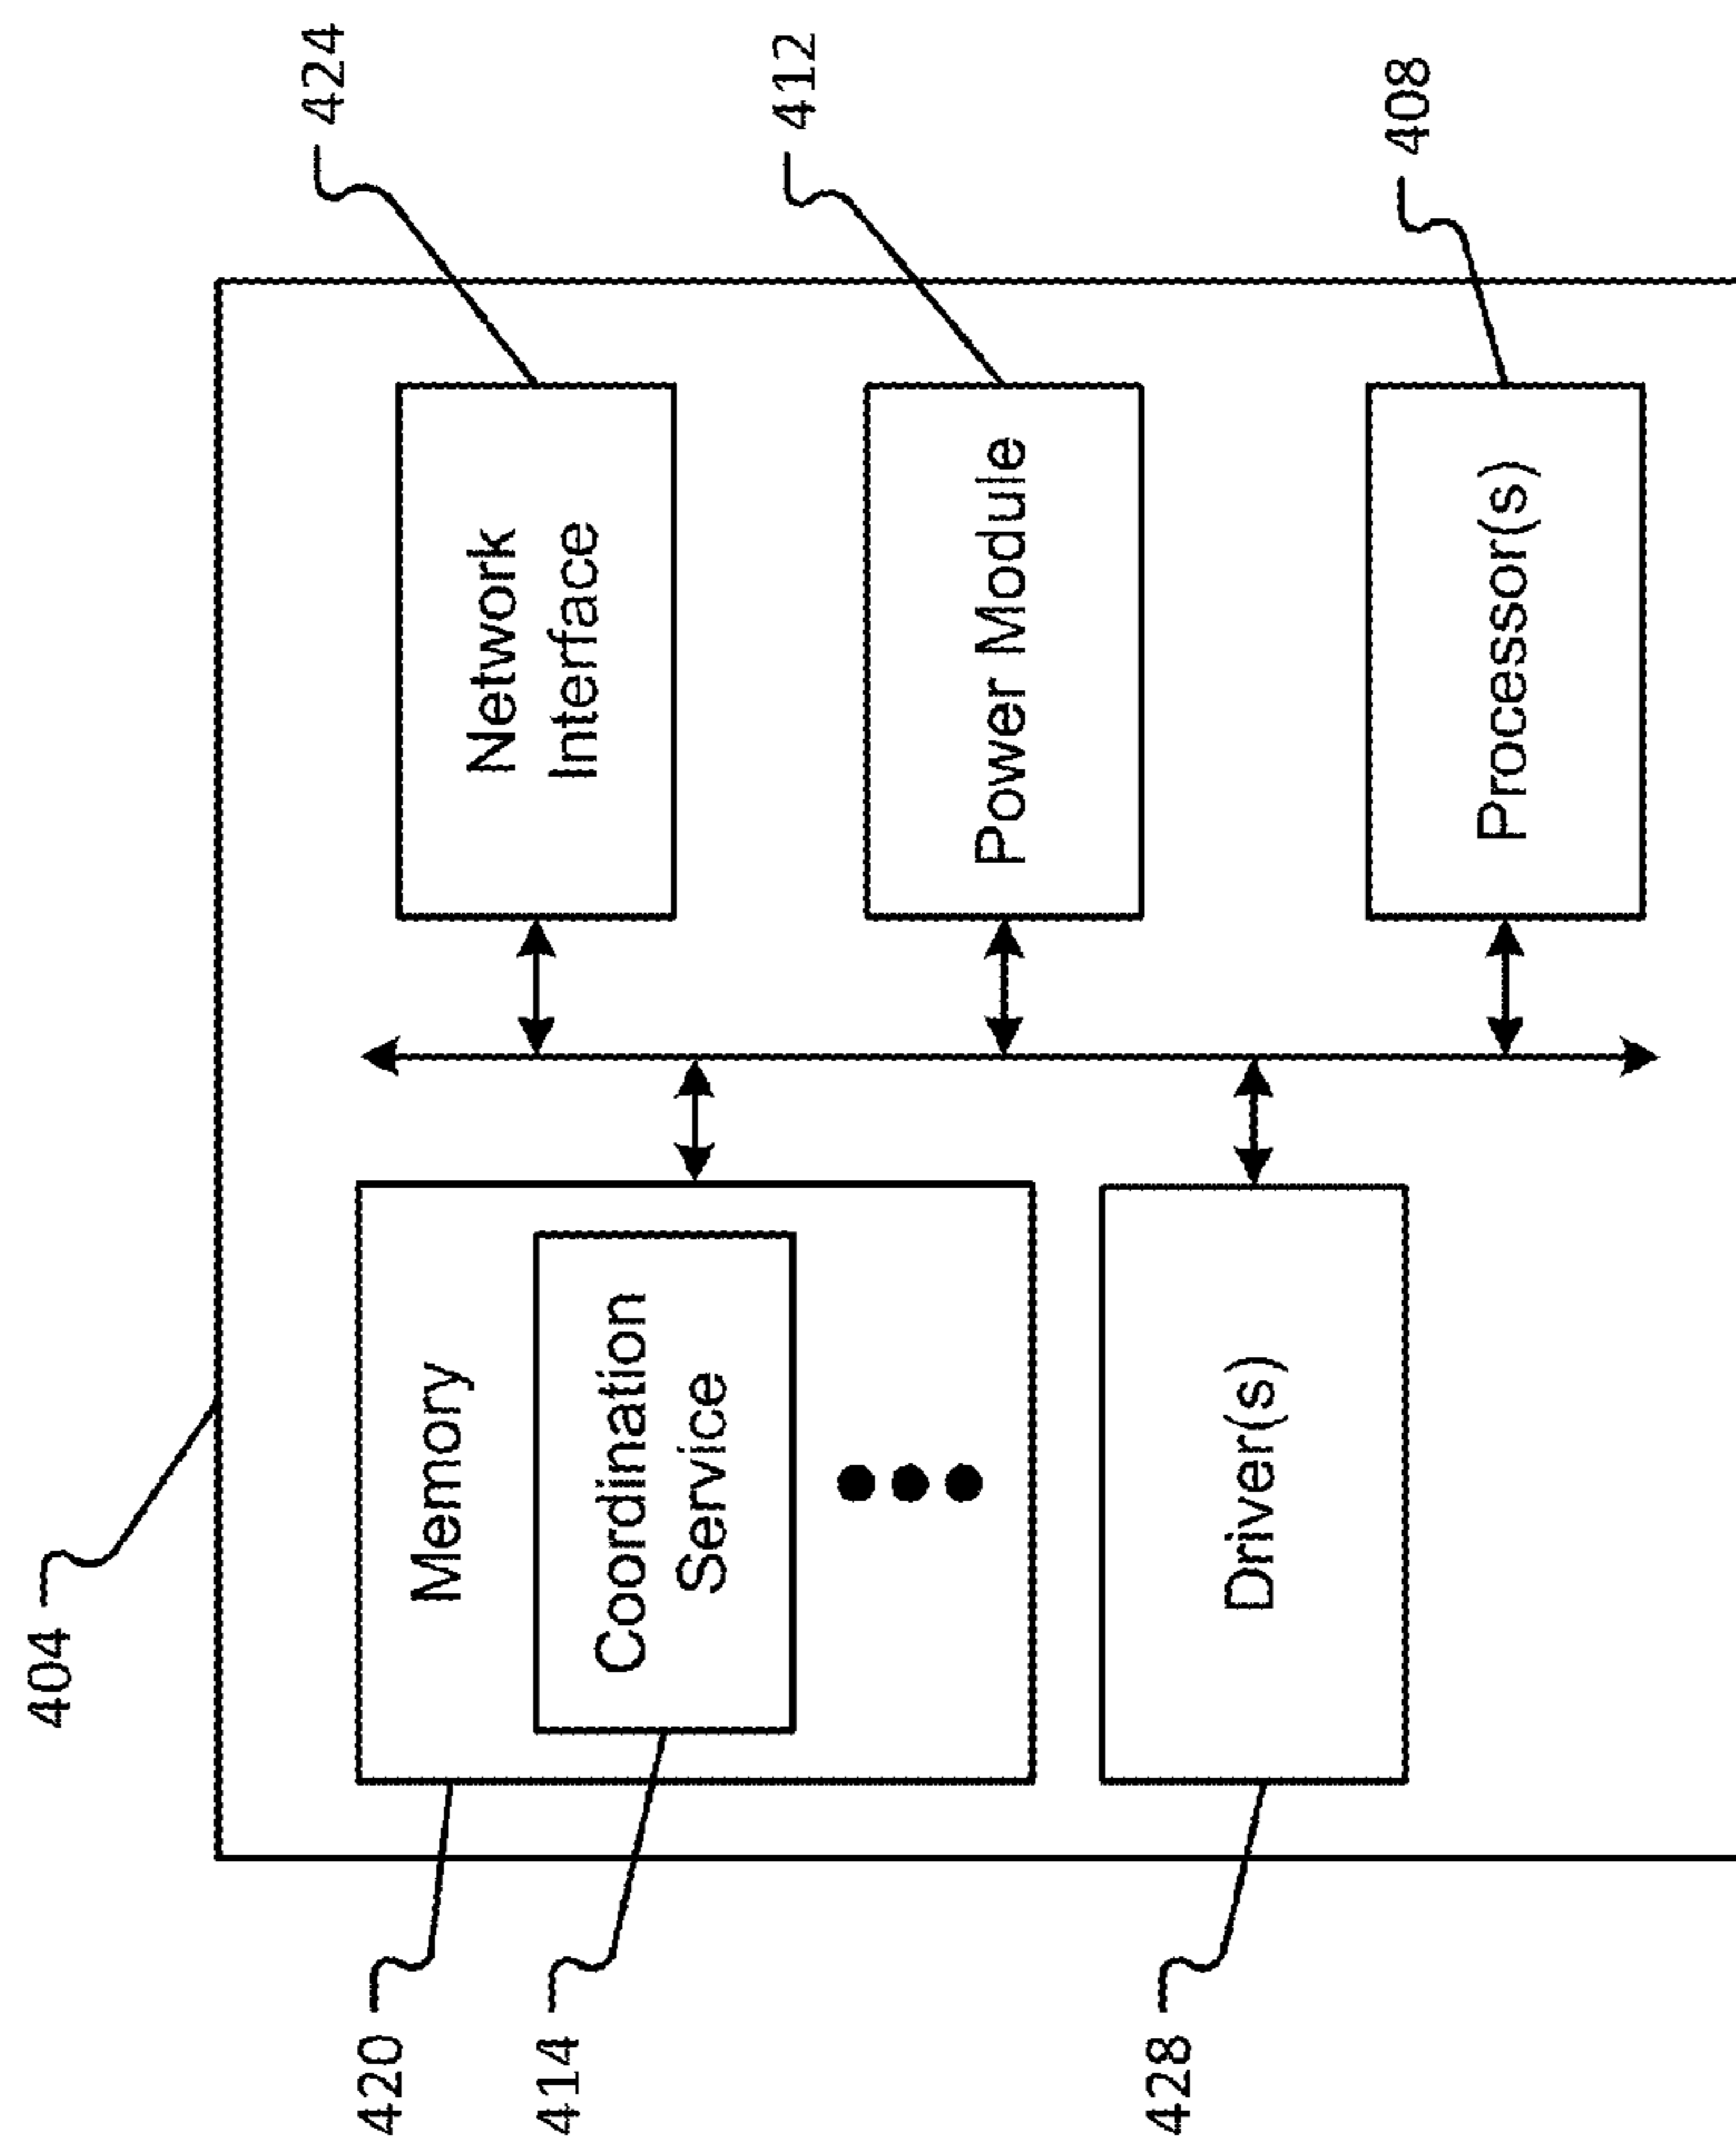 404
420
Memory
414
Coordination
Service
428
Driver(s)
424
Network
Interface
412
Power Module
408
Processor(s)